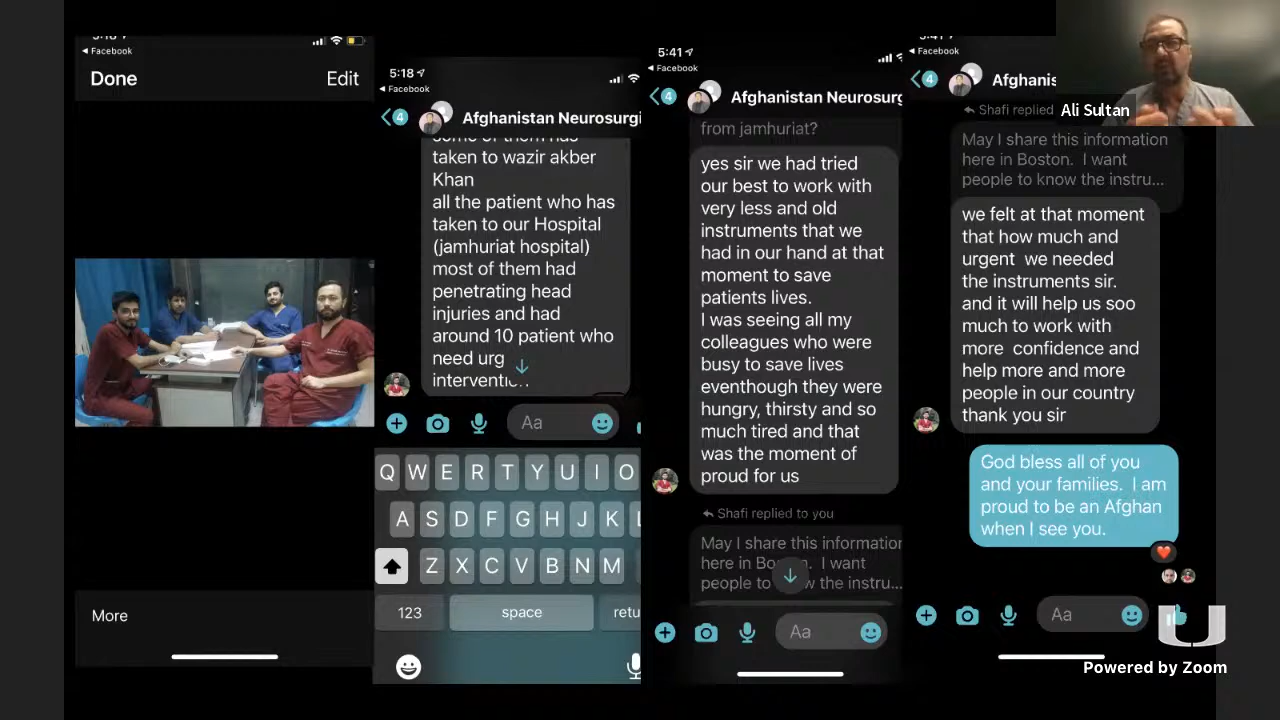 Facebook
Done
Edit
More
5:18
Facebook
4
Afghanistan Neurosurgi
some of them has
taken to wazir akber
Khan
all the patient who has
taken to our Hospital
(jamhuriat hospital)
most of them had
penetrating head
injuries and had
around 10 patient who
need urg
interventio
Aa
Q W E R T Y U I O
A S D F G H J K L
Z X C V B N M
123
space
retu
5:41
Facebook
4
Afghanistan Neurosurg
from jamhuriat?
yes sir we had tried
our best to work with
very less and old
instruments that we
had in our hand at that
moment to save
patients lives.
I was seeing all my
colleagues who were
busy to save lives
eventhough they were
hungry, thirsty and so
much tired and that
was the moment of
proud for us
Shafi replied to you
May I share this information
here in Bo
people to w the instru...
Aa
5:41
Facebook
4
Afghanis
Shafi replied
Ali Sultan
May I share this information
here in Boston. I want
people to know the instru...
we felt at that moment
that how much and
urgent we needed
the instruments sir.
and it will help us soo
much to work with
more confidence and
help more and more
people in our country
thank you sir
God bless all of you
and your families. I am
proud to be an Afghan
when I see you.
Aa
Powered by Zoom